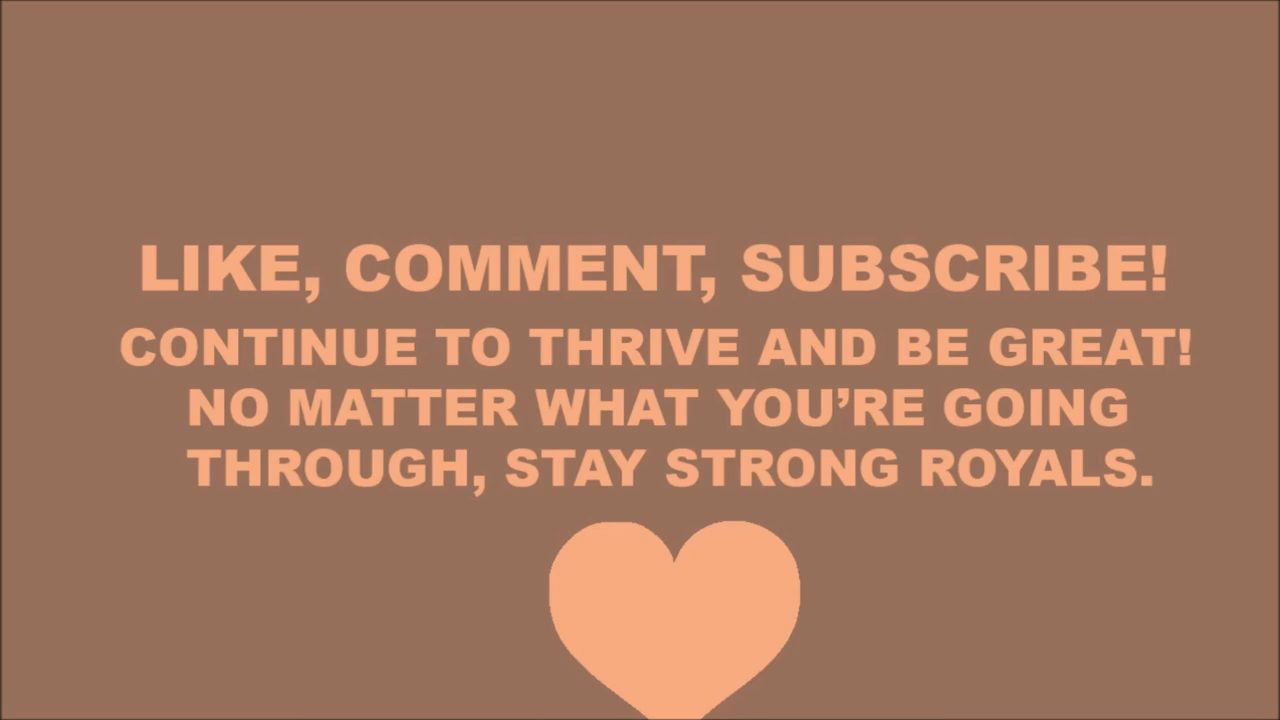 LIKE, COMMENT, SUBSCRIBE!
CONTINUE TO THRIVE AND BE GREAT!
NO MATTER WHAT YOU’RE GOING
THROUGH, STAY STRONG ROYALS.